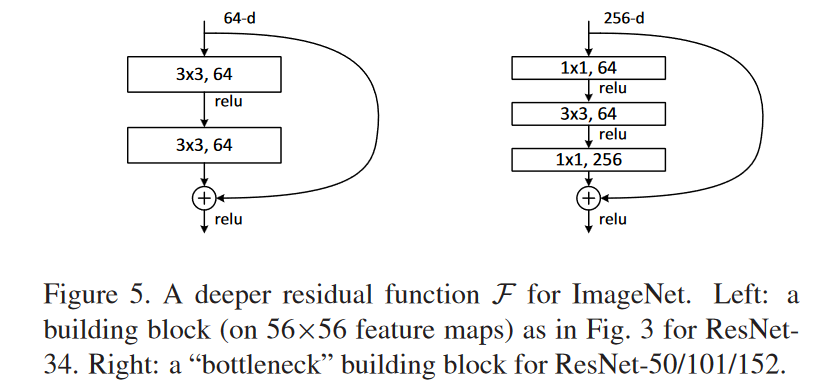 64-d
3x3, 64
relu
3x3, 64
+
relu
256-d
1x1, 64
relu
3x3, 64
relu
1x1, 256
+
relu
Figure 5. A deeper residual function F for ImageNet. Left: a
building block (on 56×56 feature maps) as in Fig. 3 for ResNet-
34. Right: a “bottleneck” building block for ResNet-50/101/152.